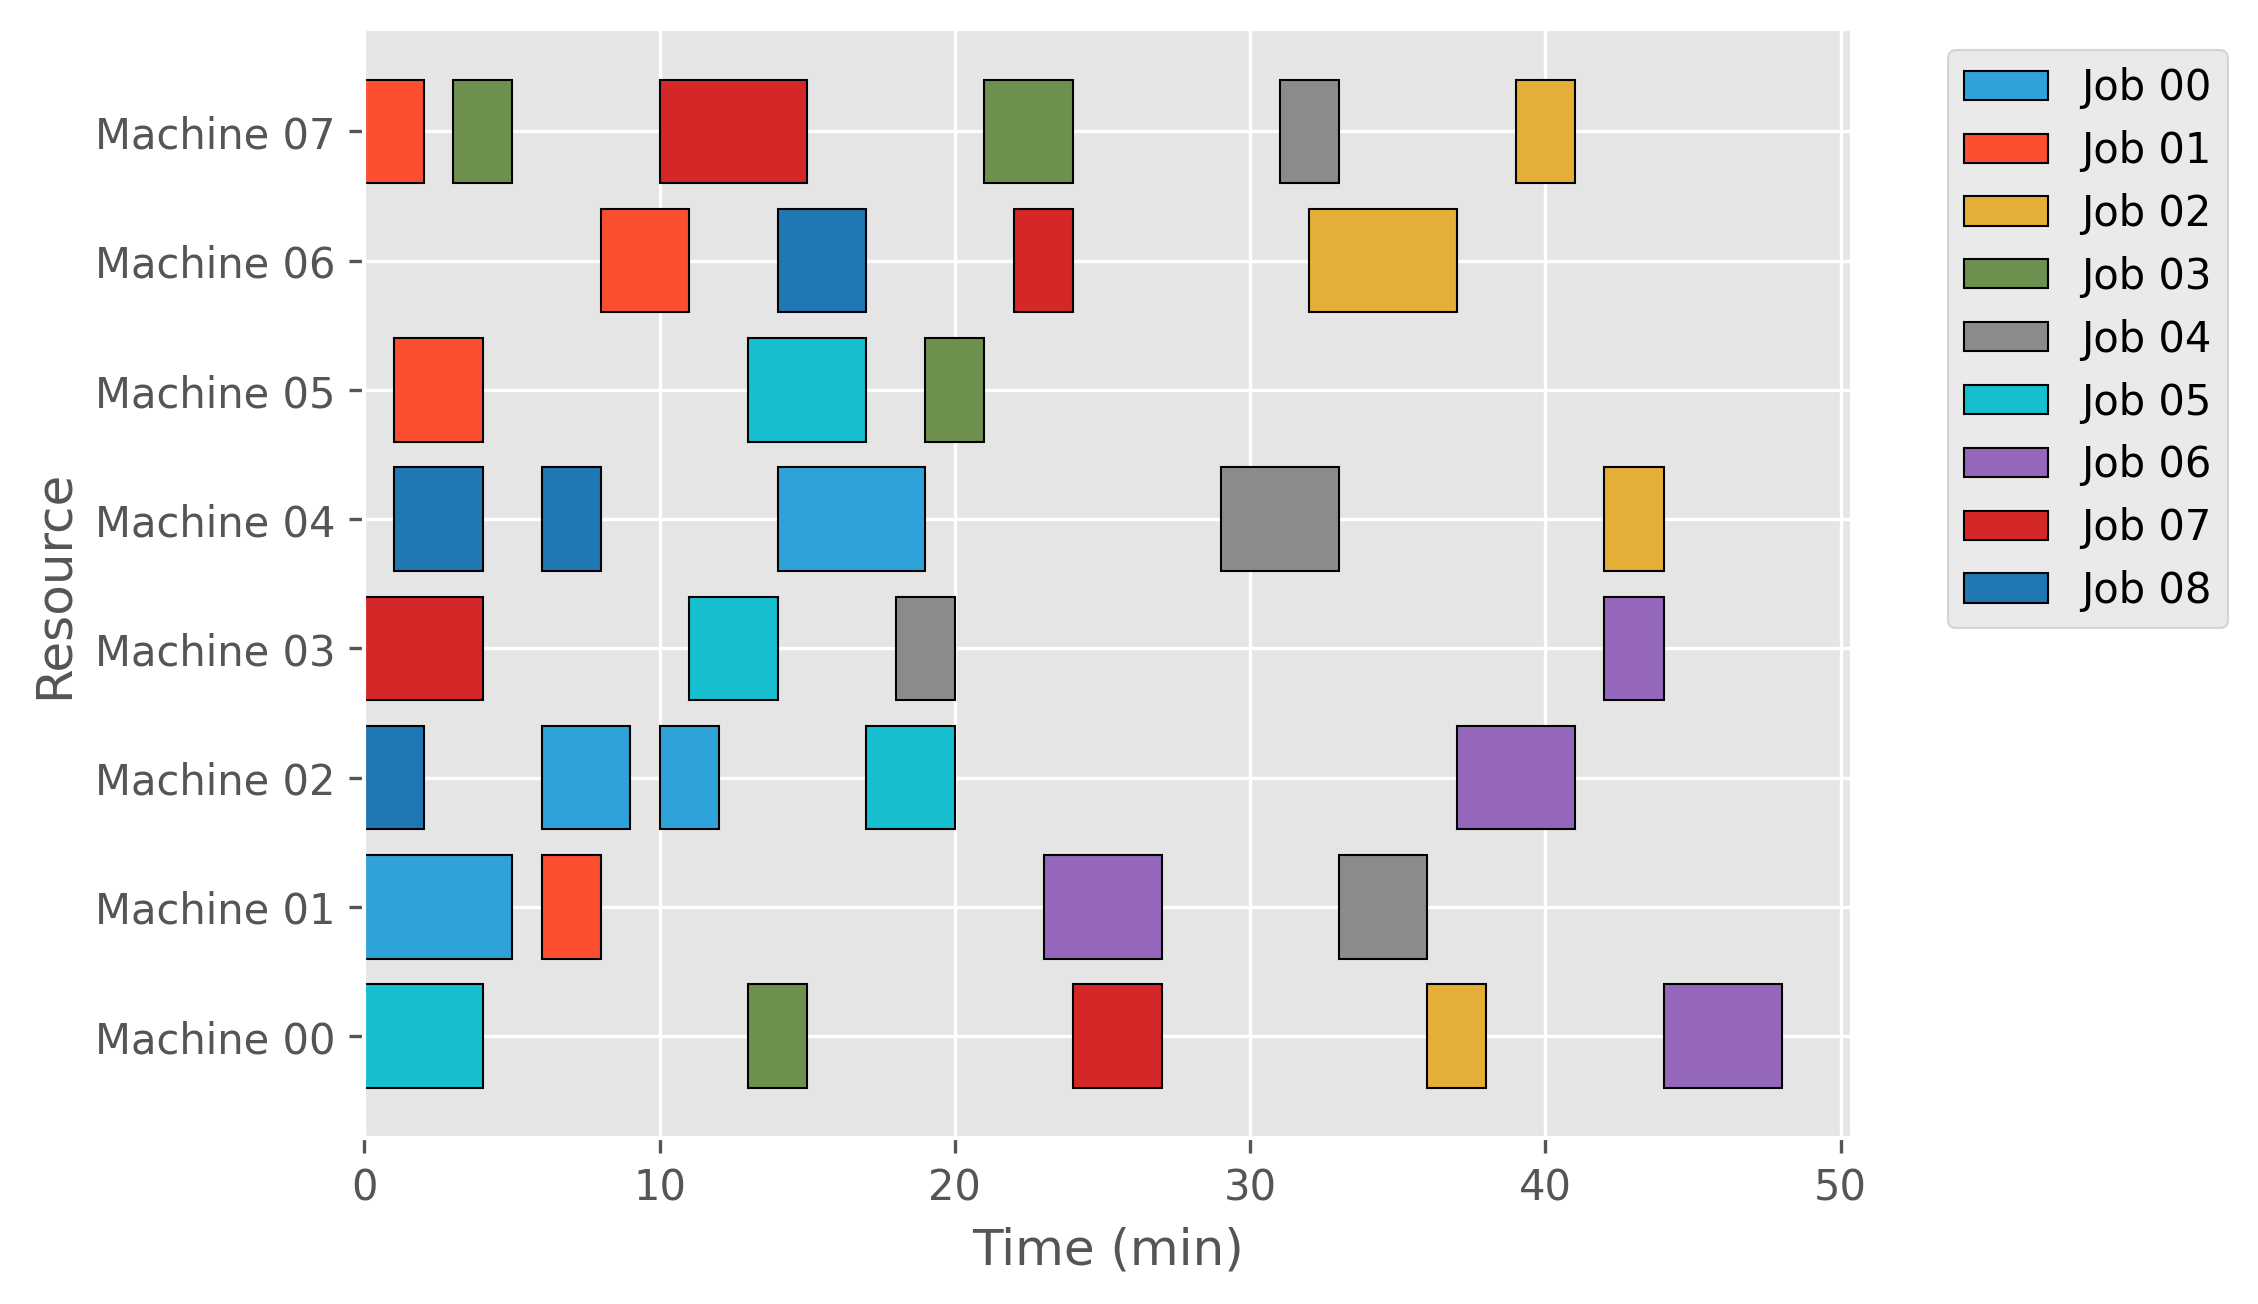 Machine 07
Machine 06
Machine 05
Machine 04
Machine 03
Machine 02
Machine 01
Machine 00
Resource
0 10 20 30 40 50
Time (min)
Job 00
Job 01
Job 02
Job 03
Job 04
Job 05
Job 06
Job 07
Job 08